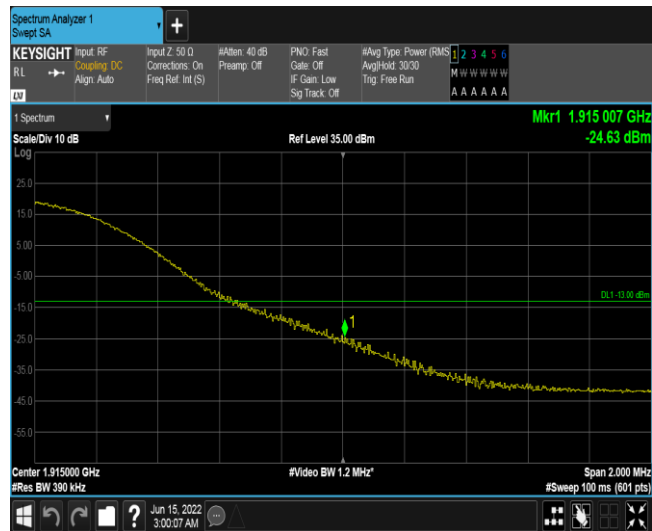 Spectrum Analyzer 1
Swept SA
KEYSIGHT
RL
LXI
Input: RF
Coupling: DC
Align: Auto
Input Z: 50 Ω
Corrections: On
Freq Ref: Int (S)
#Atten: 40 dB
Preamp: Off
PNO: Fast
Gate: Off
IF Gain: Low
Sig Track: Off
#Avg Type: Power (RMS
Avg|Hold: 30/30
Trig: Free Run
1 2 3 4 5 6
M W W W W W
A A A A A A
1 Spectrum
Mkr1 1.915 007 GHz
Scale/Div 10 dB
Ref Level 35.00 dBm
-24.63 dBm
Log
25.0
15.0
5.00
-5.00
DL1 -13.00 dBm
-15.0
1
-25.0
-35.0
-45.0
-55.0
Center 1.915000 GHz
#Video BW 1.2 MHz*
Span 2.000 MHz
#Res BW 390 kHz
#Sweep 100 ms (601 pts)
?
Jun 15, 2022
3:00:07 AM